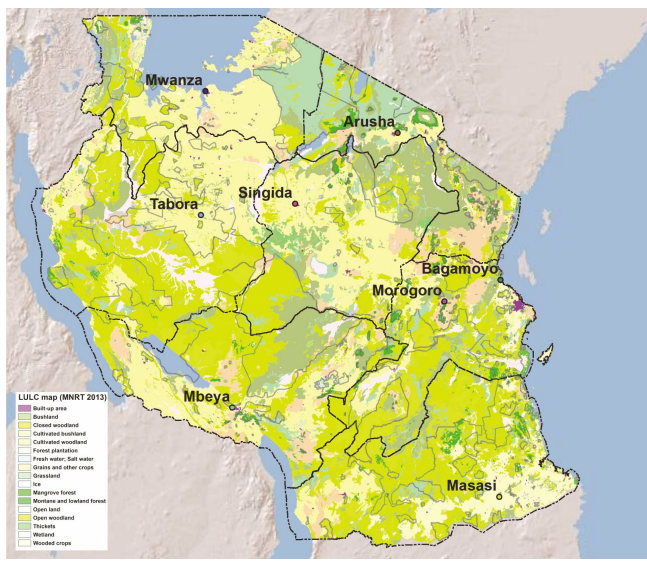 Mwanza
Arusha
Singida
Tabora
Bagamoyo
Morogoro
Mbeya
Masasi
LULC map (MNRT 2013)
Built-up area
Bushland
Closed woodland
Cultivated bushland
Cultivated woodland
Forest plantation
Fresh water; Salt water
Grains and other crops
Grassland
Ice
Mangrove forest
Montane and lowland forest
Open land
Open woodland
Thickets
Wetland
Wooded crops